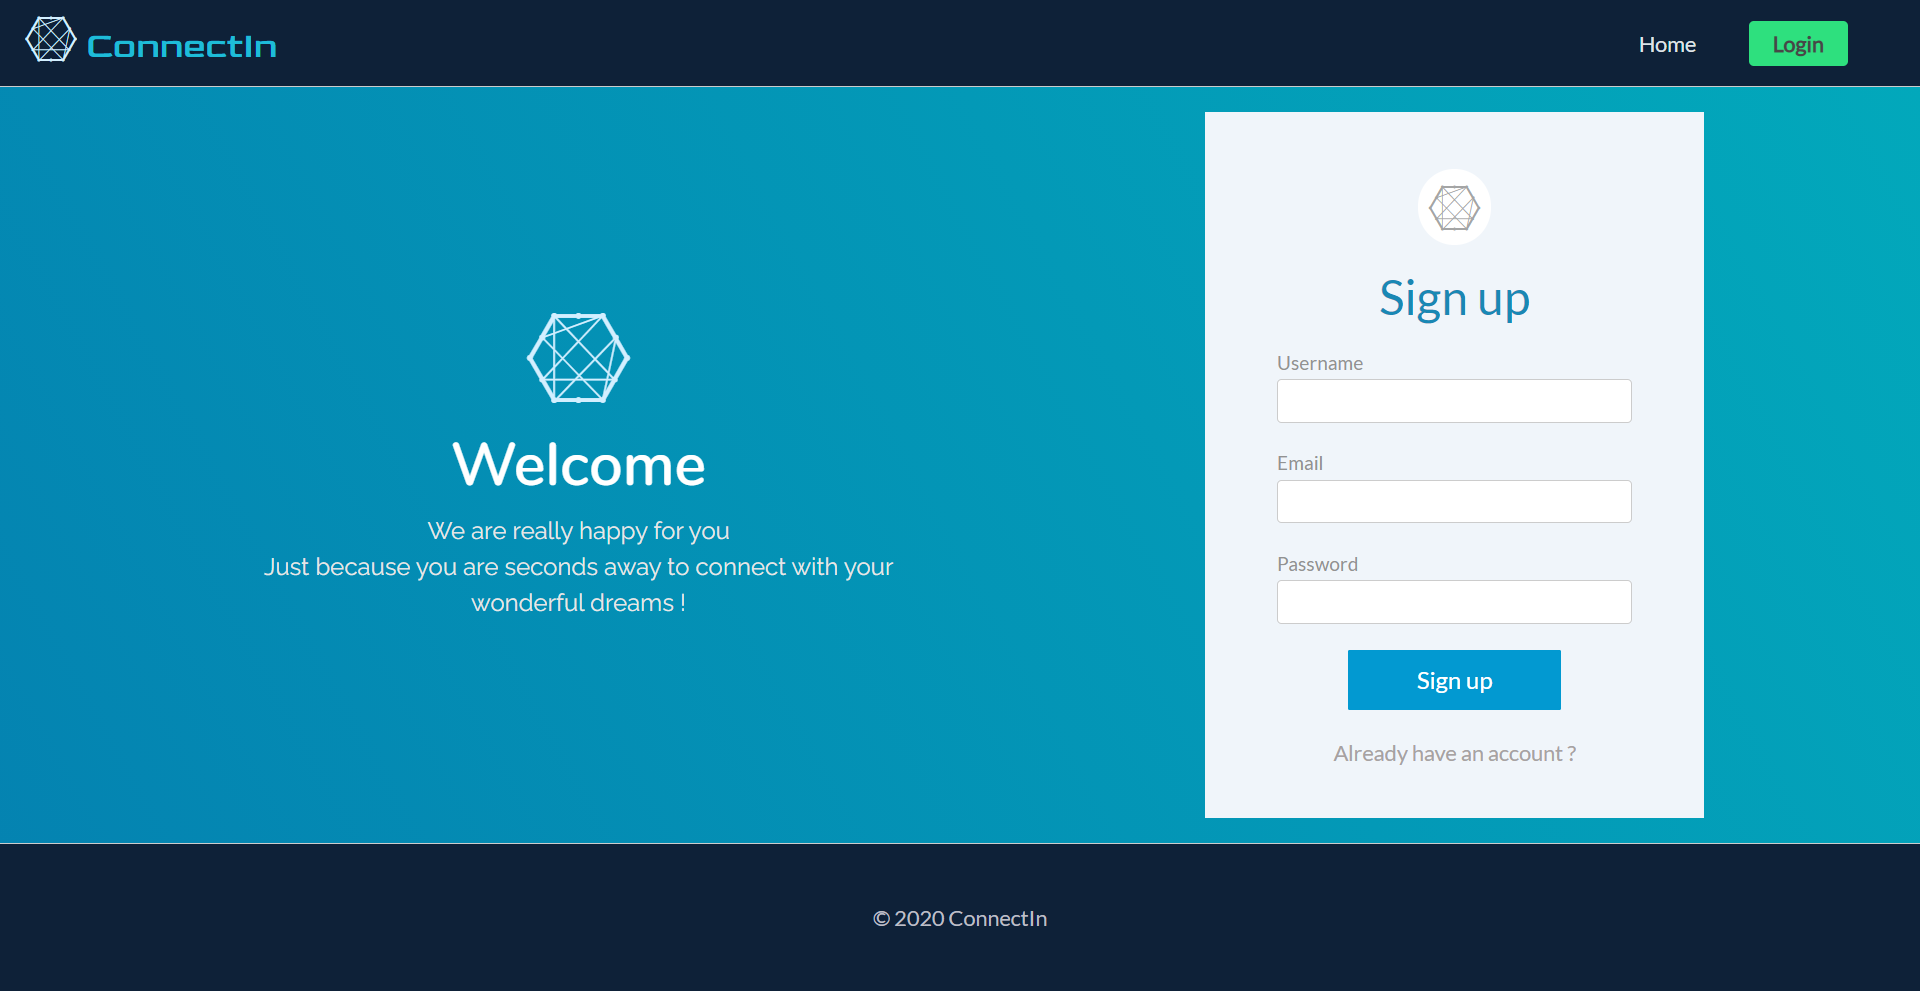 ConnectIn
Home
Login
Welcome
We are really happy for you
Just because you are seconds away to connect with your
wonderful dreams !
Sign up
Username
Email
Password
Sign up
Already have an account ?
© 2020 ConnectIn